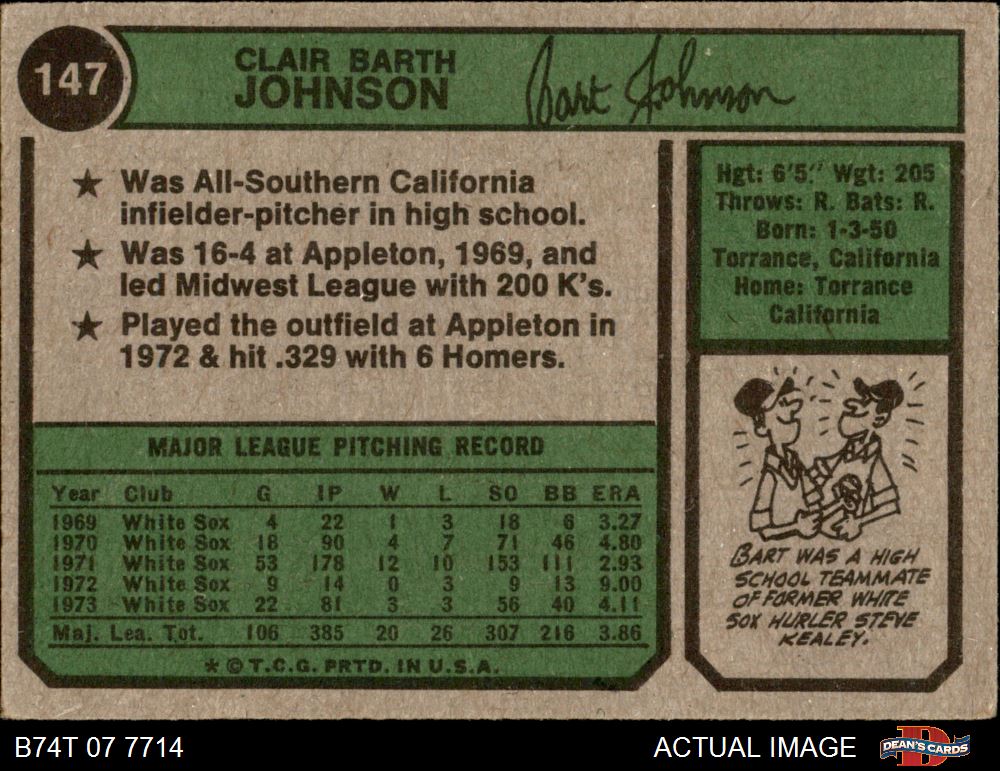 147
CLAIR BARTH
JOHNSON
Bart Johnson
★ Was All-Southern California
infielder-pitcher in high school.
★ Was 16-4 at Appleton, 1969, and
led Midwest League with 200 K's.
★ Played the outfield at Appleton in
1972 & hit .329 with 6 Homers.
Hgt: 6'5." Wgt: 205
Throws: R. Bats: R.
Born: 1-3-50
Torrance, California
Home: Torrance
California
MAJOR LEAGUE PITCHING RECORD
Year Club G IP W L SO BB ERA
1969 White Sox 4 22 1 3 18 6 3.27
1970 White Sox 18 90 4 7 71 46 4.80
1971 White Sox 53 178 12 10 153 111 2.93
1972 White Sox 9 14 0 3 9 13 9.00
1973 White Sox 22 81 3 3 56 40 4.11
Maj. Lea. Tot. 106 385 20 26 307 216 3.86
* © T.C.G. PRTD. IN U.S.A.
BART WAS A HIGH
SCHOOL TEAMMATE
OF FORMER WHITE
SOX HURLER STEVE
KEALEY.
B74T 07 7714
ACTUAL IMAGE
DEAN'S CARDS